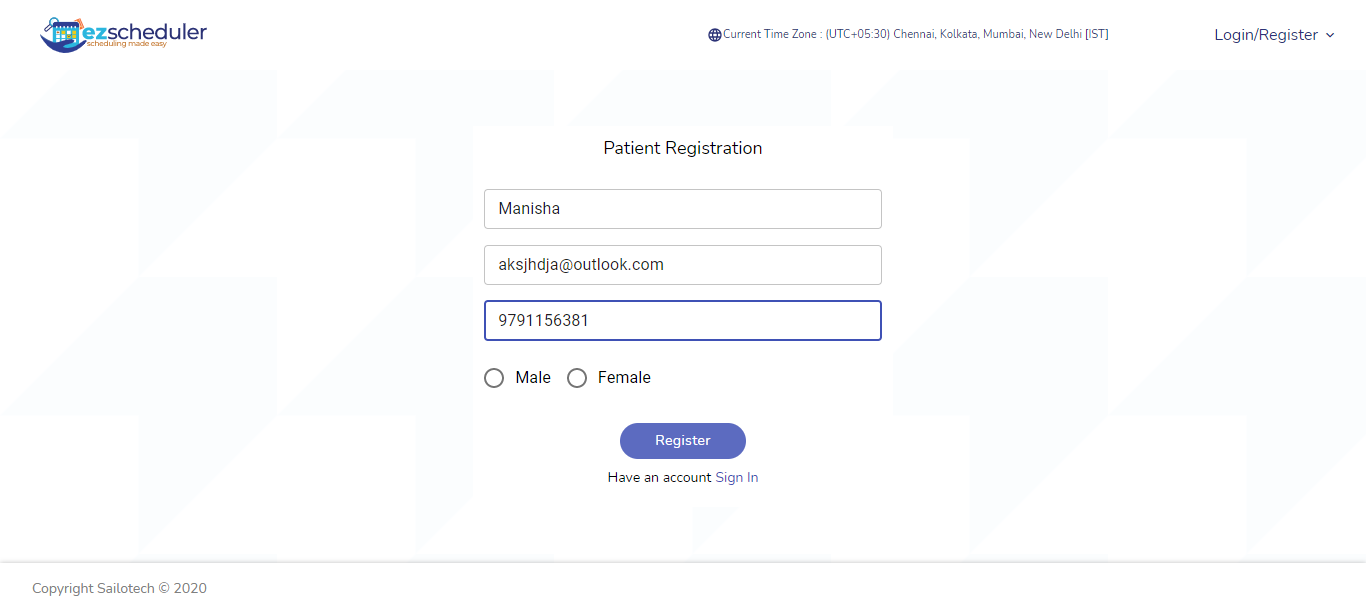 ezscheduler
scheduling made easy
Current Time Zone : (UTC+05:30) Chennai, Kolkata, Mumbai, New Delhi [IST]
Login/Register
Patient Registration
Manisha
aksjhdja@outlook.com
9791156381
Male Female
Register
Have an account Sign In
Copyright Sailotech © 2020